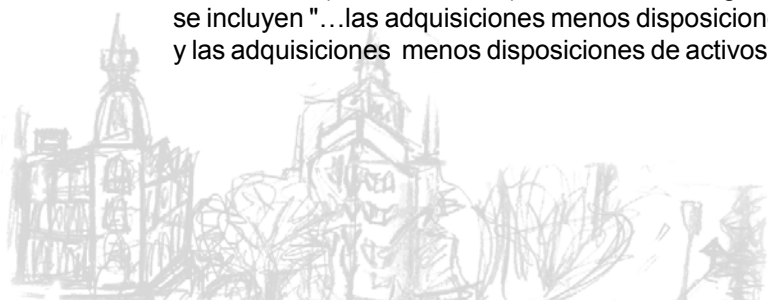 se incluyen "…las adquisiciones menos disposicion
y las adquisiciones menos disposiciones de activos